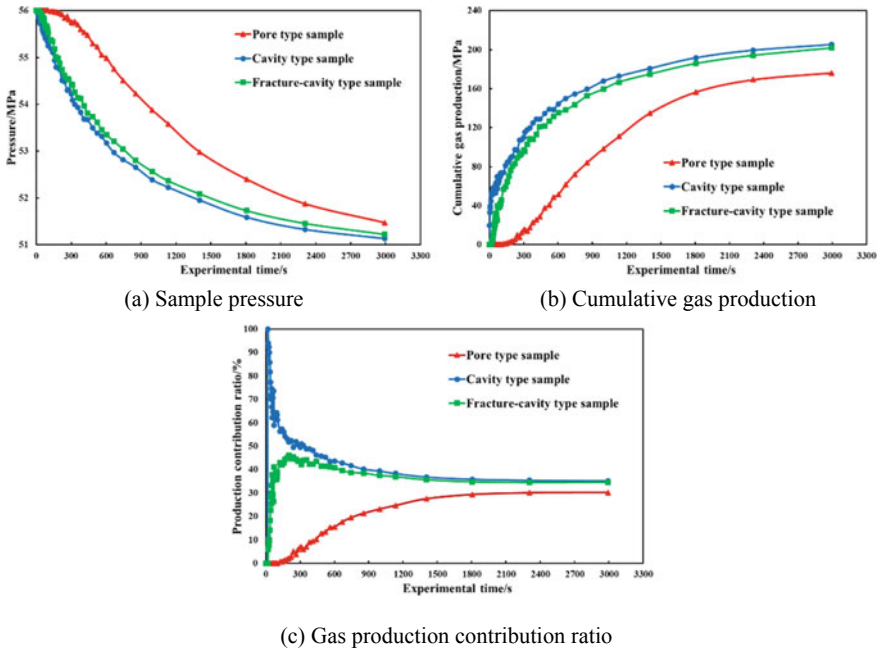 56
55
54
53
52
51
Pressure/MPa
Pore type sample
Cavity type sample
Fracture-cavity type sample
0 300 600 900 1200 1500 1800 2100 2400 2700 3000 3300
Experimental time/s
(a) Sample pressure
240
200
160
120
80
40
0
Cumulative gas production/MPa
Pore type sample
Cavity type sample
Fracture-cavity type sample
0 300 600 900 1200 1500 1800 2100 2400 2700 3000 3300
Experimental time/s
(b) Cumulative gas production
100
90
80
70
60
50
40
30
20
10
0
Production contribution ratio/%
Pore type sample
Cavity type sample
Fracture-cavity type sample
0 300 600 900 1200 1500 1800 2100 2400 2700 3000 3300
Experimental time/s
(c) Gas production contribution ratio